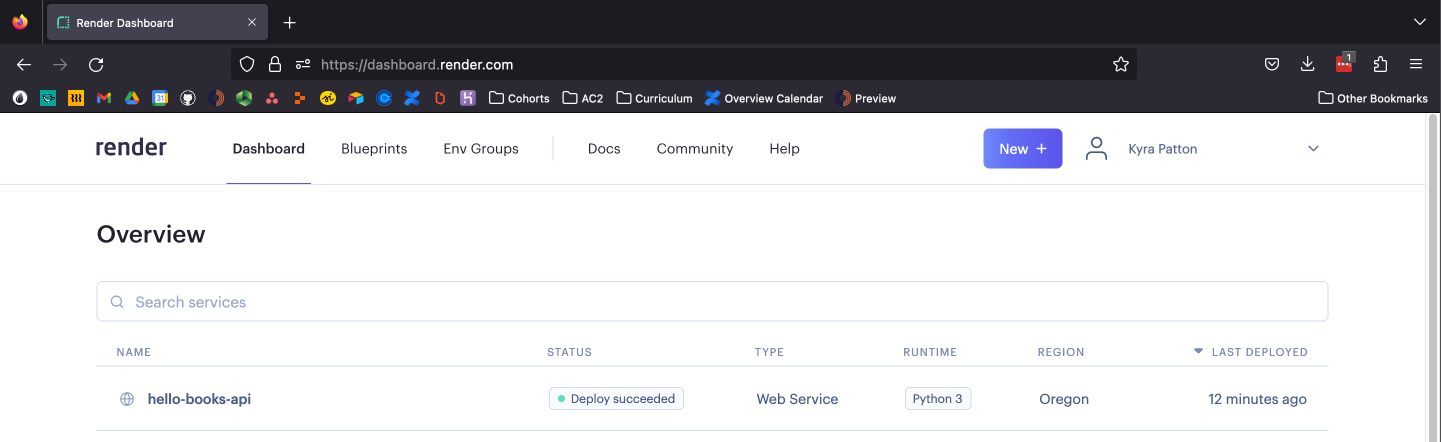 Render Dashboard
https://dashboard.render.com
1
31
Cohorts AC2 Curriculum Overview Calendar Preview Other Bookmarks
render Dashboard Blueprints Env Groups Docs Community Help New + Kyra Patton
Overview
Search services
NAME STATUS TYPE RUNTIME REGION LAST DEPLOYED
hello-books-api Deploy succeeded Web Service Python 3 Oregon 12 minutes ago